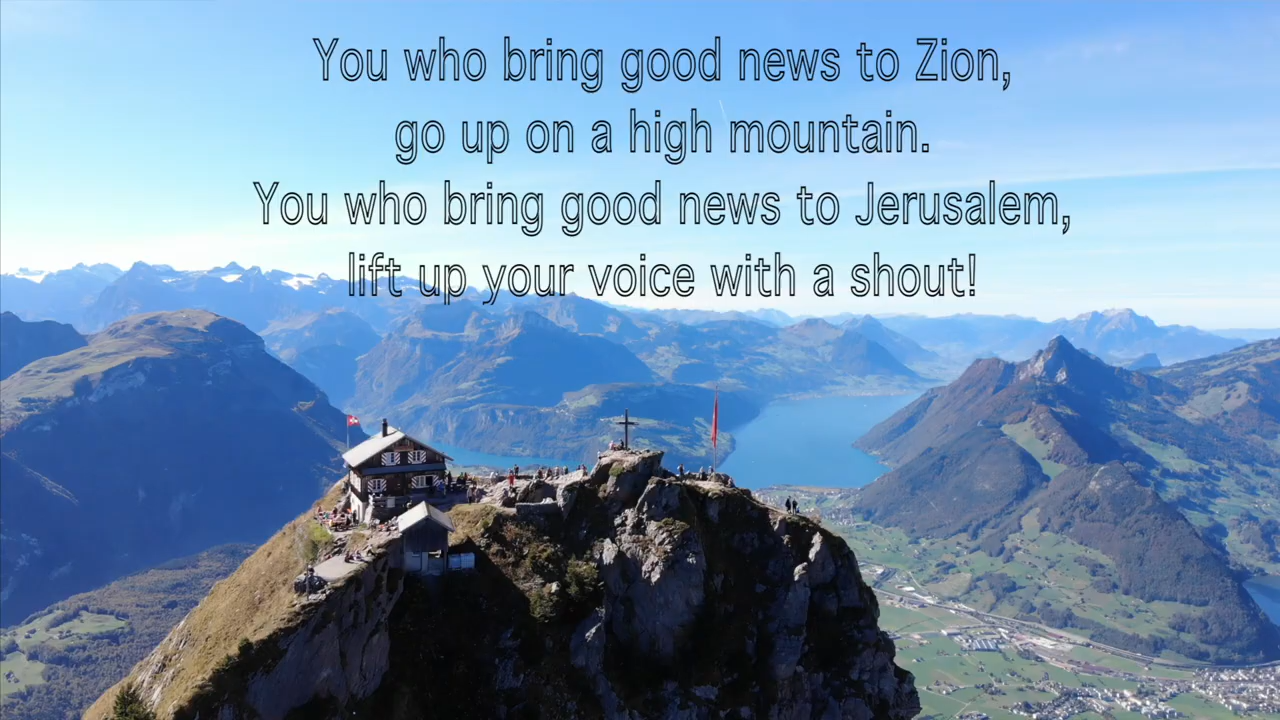 You who bring good news to Zion,
go up on a high mountain.
You who bring good news to Jerusalem,
lift up your voice with a shout!